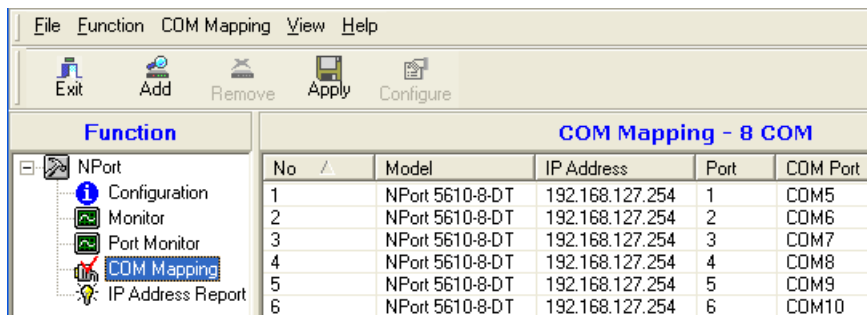 File Function COM Mapping View Help
Exit Add Remove Apply Configure
Function
COM Mapping - 8 COM
NPort
Configuration
Monitor
Port Monitor
COM Mapping
IP Address Report
No Model IP Address Port COM Port
1 NPort 5610-8-DT 192.168.127.254 1 COM5
2 NPort 5610-8-DT 192.168.127.254 2 COM6
3 NPort 5610-8-DT 192.168.127.254 3 COM7
4 NPort 5610-8-DT 192.168.127.254 4 COM8
5 NPort 5610-8-DT 192.168.127.254 5 COM9
6 NPort 5610-8-DT 192.168.127.254 6 COM10